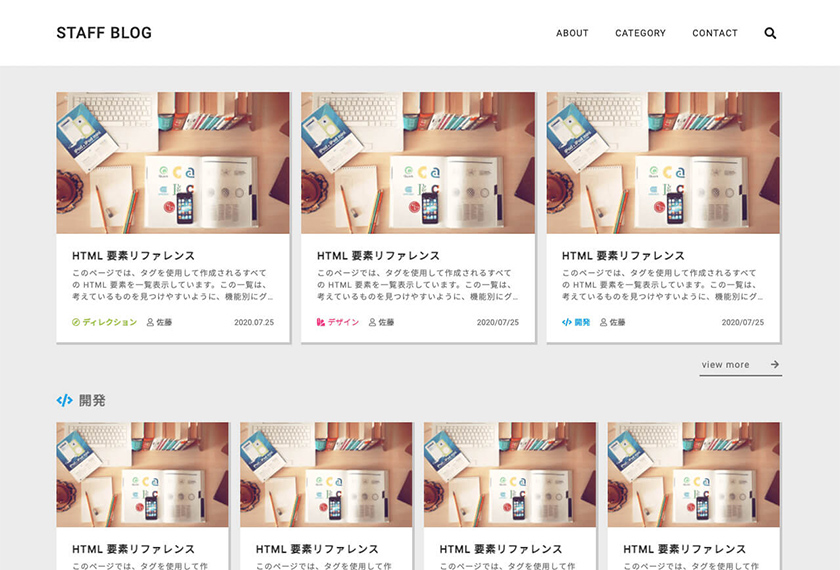 STAFF BLOG
ABOUT CATEGORY CONTACT
HTML 要素リファレンス
このページでは、タグを使用して作成されるすべて
の HTML 要素を一覧表示しています。この一覧は、
考えているものを見つけやすいように、機能別にグ...
ディレクション 佐藤 2020.07.25
HTML 要素リファレンス
このページでは、タグを使用して作成されるすべて
の HTML 要素を一覧表示しています。この一覧は、
考えているものを見つけやすいように、機能別にグ...
デザイン 佐藤 2020/07/25
HTML 要素リファレンス
このページでは、タグを使用して作成されるすべて
の HTML 要素を一覧表示しています。この一覧は、
考えているものを見つけやすいように、機能別にグ...
開発 佐藤 2020/07/25
view more
開発
HTML 要素リファレンス
このページでは、タグを使用して作
HTML 要素リファレンス
このページでは、タグを使用して作
HTML 要素リファレンス
このページでは、タグを使用して作
HTML 要素リファレンス
このページでは、タグを使用して作